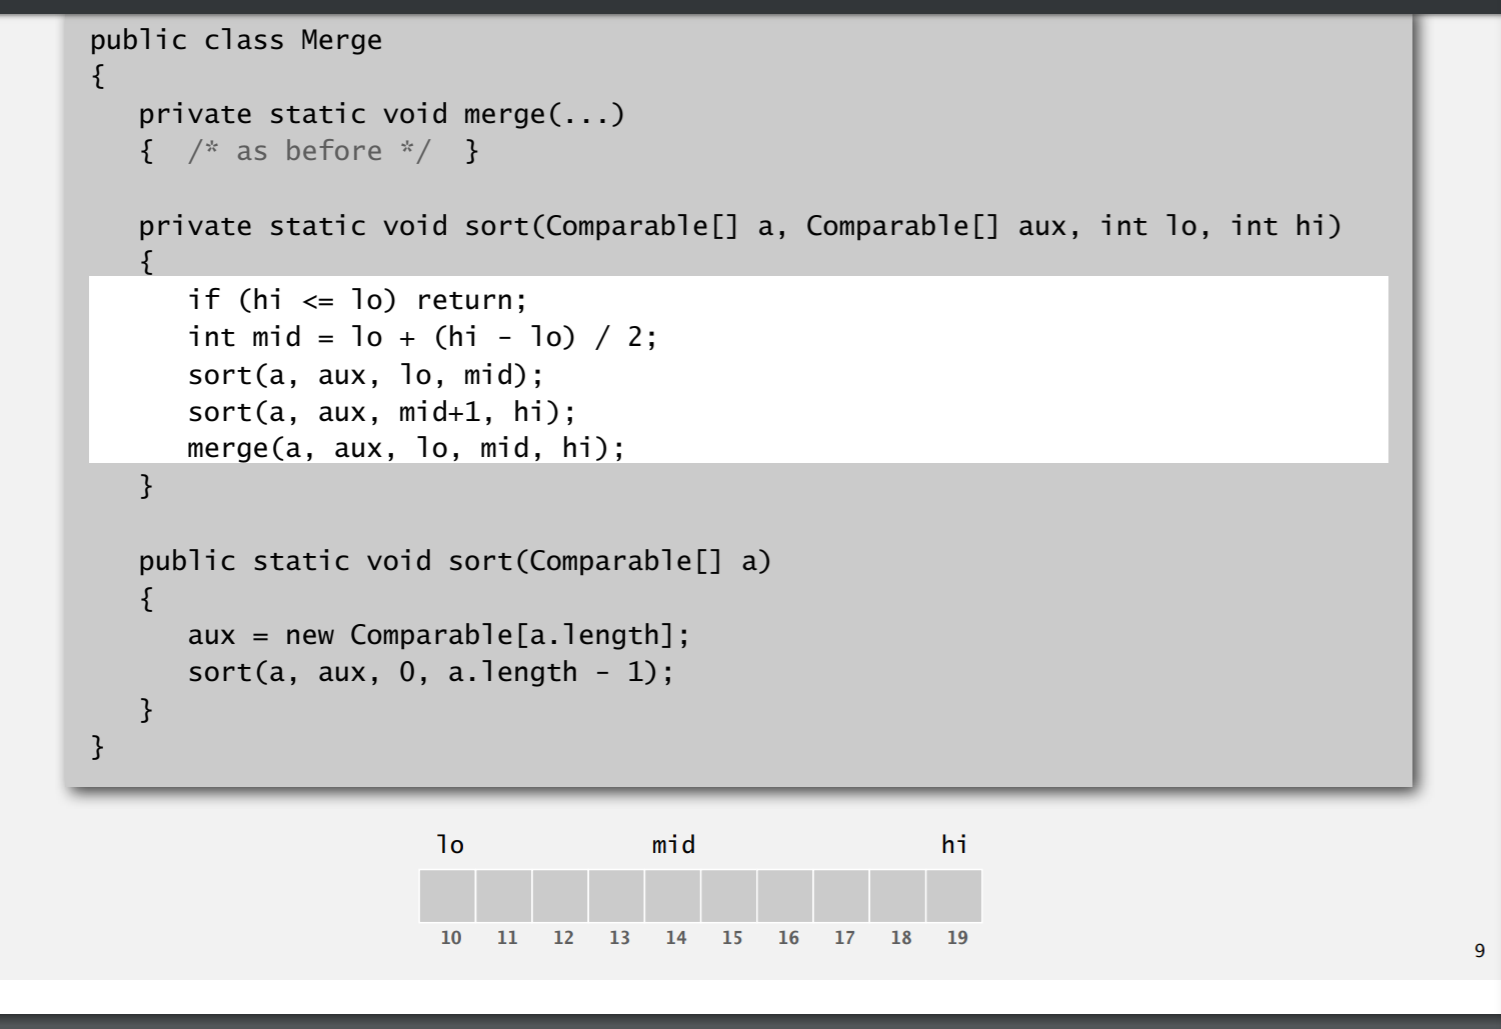 public class Merge
{
private static void merge(...)
{ /* as before */ }
private static void sort(Comparable[] a, Comparable[] aux, int lo, int hi)
{
if (hi <= lo) return;
int mid = lo + (hi - lo) / 2;
sort(a, aux, lo, mid);
sort(a, aux, mid+1, hi);
merge(a, aux, lo, mid, hi);
}
public static void sort(Comparable[] a)
{
aux = new Comparable[a.length];
sort(a, aux, 0, a.length - 1);
}
}
lo mid hi
10 11 12 13 14 15 16 17 18 19
9